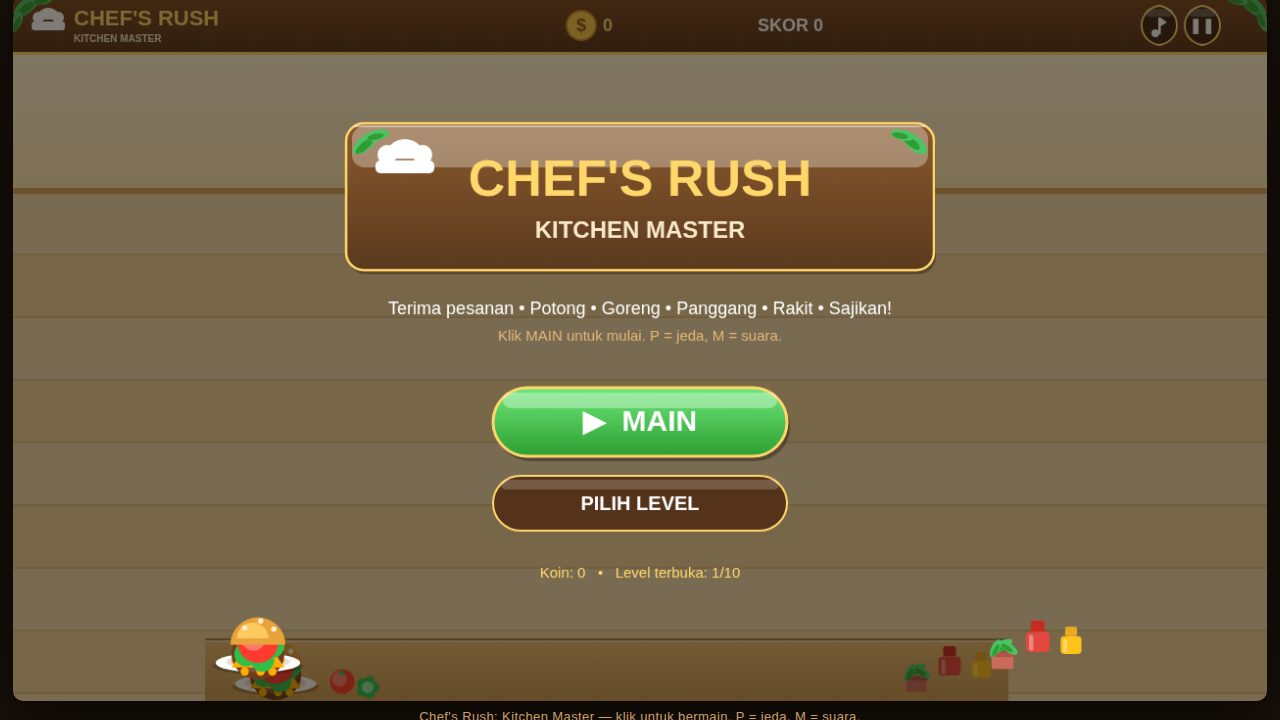 CHEF'S RUSH
KITCHEN MASTER
$ 0
SKOR 0
CHEF'S RUSH
KITCHEN MASTER
Terima pesanan • Potong • Goreng • Panggang • Rakit • Sajikan!
Klik MAIN untuk mulai. P = jeda, M = suara.
▶ MAIN
PILIH LEVEL
Koin: 0 • Level terbuka: 1/10
Chef's Rush: Kitchen Master — klik untuk bermain. P = jeda, M = suara.